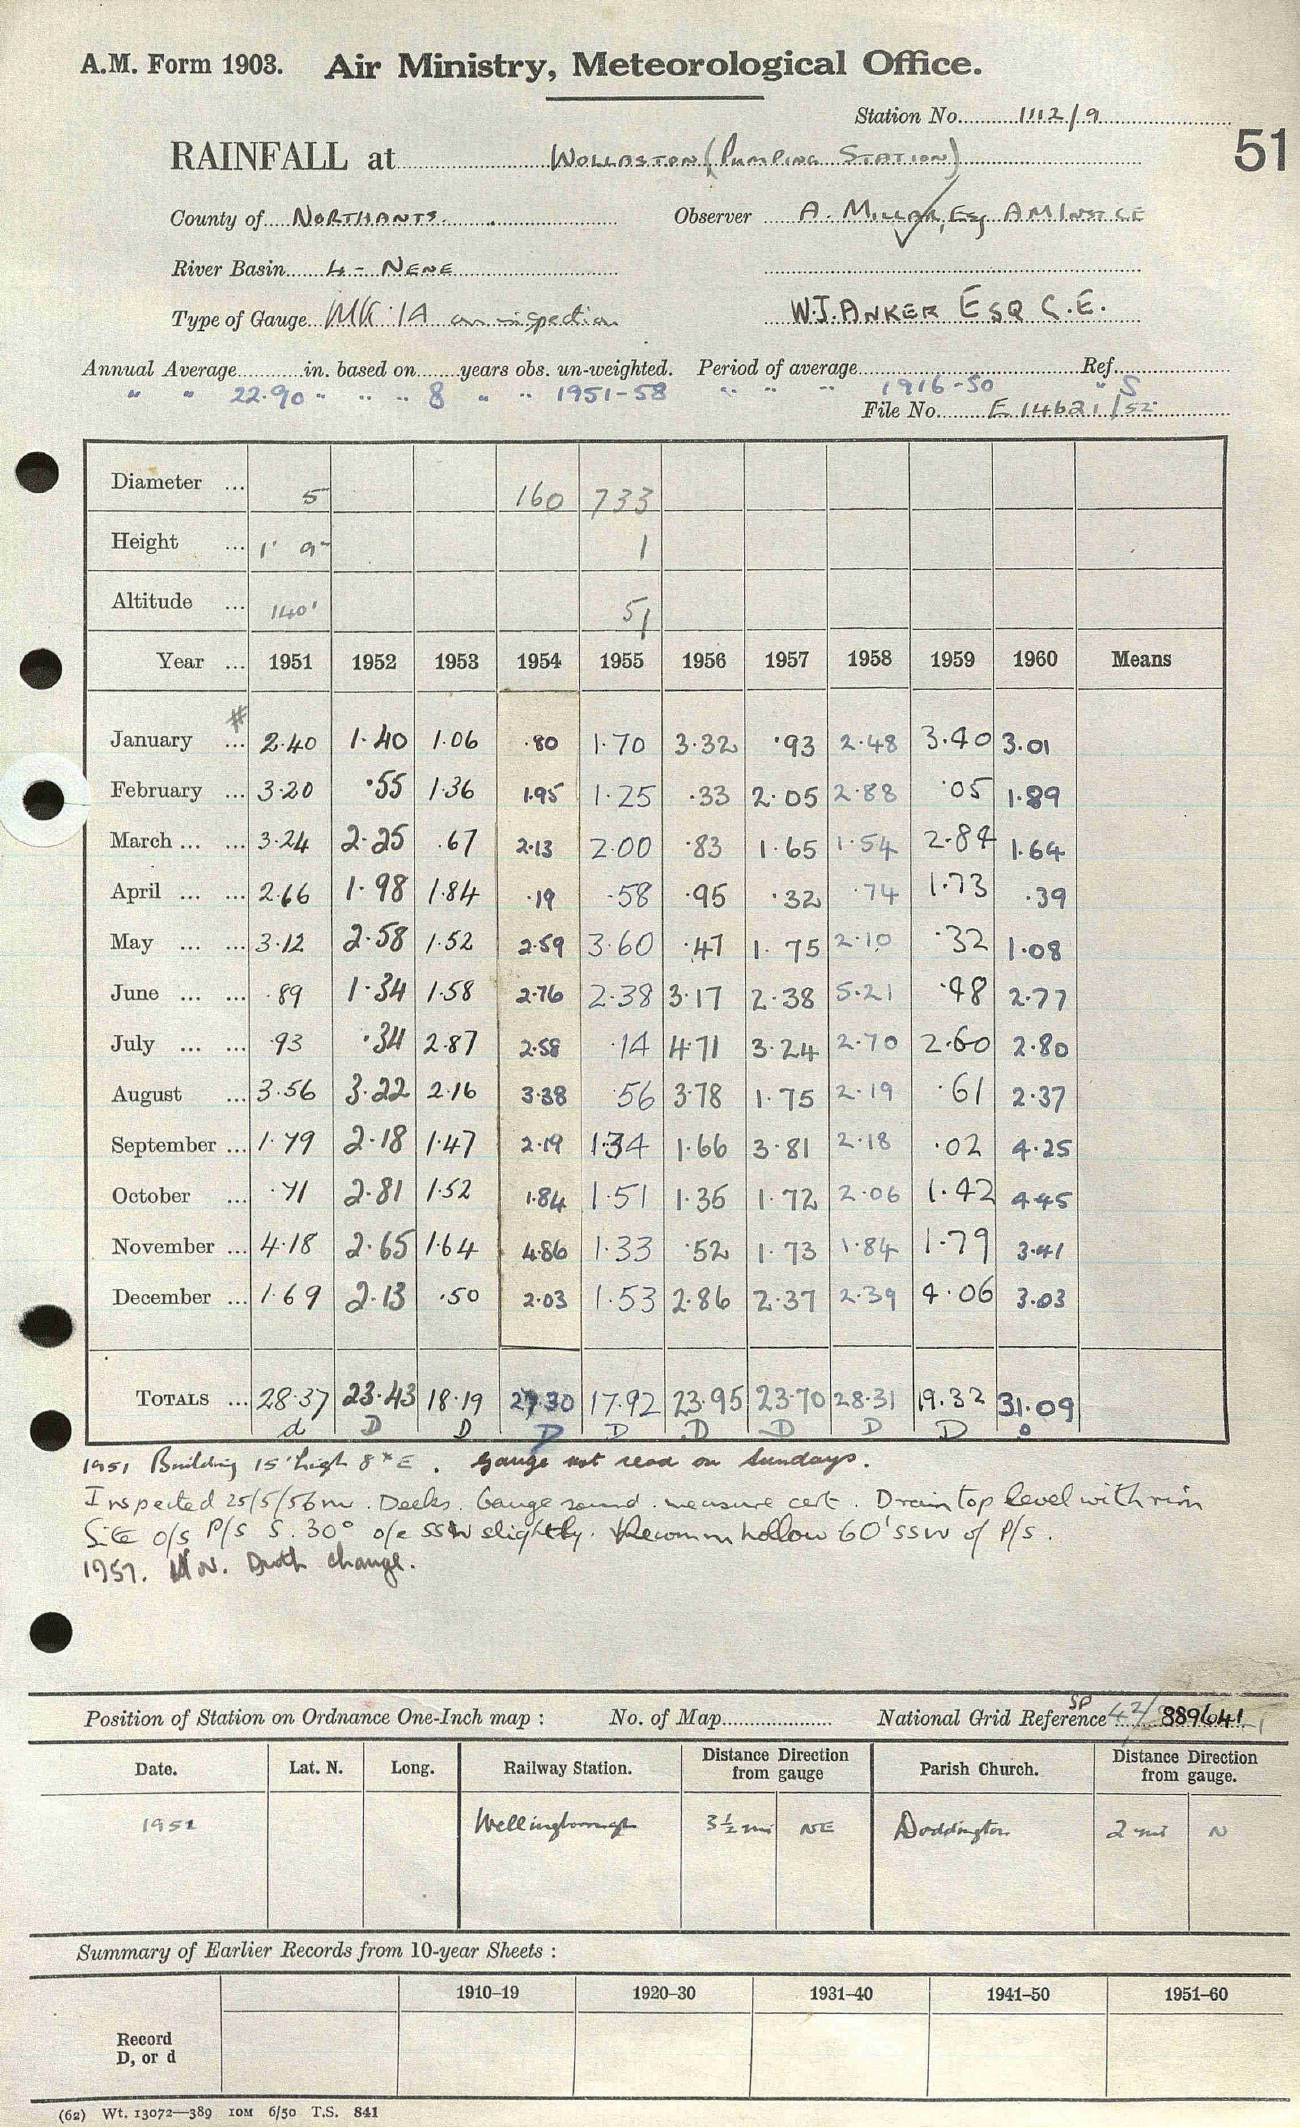 A.M. Form 1903. Air Ministry, Meteorological Office.
Station No. 1112/9
51
RAINFALL at WOLLASTON (PUMPING STATION)
County of NORTHANTS. Observer A. MILLAR, Esq AMINST CE
River Basin 4 - NENE
Type of Gauge MK 1A on inspection W.J. ANKER ESQ C.E.
Annual Average in. based on years obs. un-weighted. Period of average Ref.
" " 22.90 " " " 8 " " 1951-58 " " " 1916-50 " S
File No. E 14621/52
Diameter ... 5 160 733
Height ... 1' 9" 1
Altitude ... 140' 51
Year ... 1951 1952 1953 1954 1955 1956 1957 1958 1959 1960 Means
#
January ... 2.40 1.40 1.06 .80 1.70 3.32 .93 2.48 3.40 3.01
February ... 3.20 .55 1.36 1.95 1.25 .33 2.05 2.88 .05 1.89
March ... ... 3.24 2.25 .67 2.13 2.00 .83 1.65 1.54 2.84 1.64
April ... ... 2.66 1.98 1.84 .19 .58 .95 .32 .74 1.73 .39
May ... ... 3.12 2.58 1.52 2.59 3.60 .47 1.75 2.10 .32 1.08
June ... ... .89 1.34 1.58 2.76 2.38 3.17 2.38 5.21 .48 2.77
July ... ... .93 .34 2.87 2.58 .14 4.71 3.24 2.70 2.60 2.80
August ... 3.56 3.22 2.16 3.38 .56 3.78 1.75 2.19 .61 2.37
September ... 1.79 2.18 1.47 2.19 1.34 1.66 3.81 2.18 .02 4.25
October ... .71 2.81 1.52 1.84 1.51 1.35 1.72 2.06 1.42 4.45
November ... 4.18 2.65 1.64 4.86 1.33 .52 1.73 1.84 1.79 3.41
December ... 1.69 2.13 .50 2.03 1.53 2.86 2.37 2.39 4.06 3.03
TOTALS ... 28.37 23.43 18.19 27.30 17.92 23.95 23.70 28.31 19.32 31.09
d D D D D D D D D D
1951 Building 15' high 8x E. Gauge not read on Sundays.
Inspected 25/5/56 Deeks. Gauge sound. measure cert. Drain top level with rim
Site o/s P/s S. 30° o/e SSW slightly. Recomm hollow 60' SSW of P/s.
1957. Nov. change.
Position of Station on Ordnance One-Inch map : No. of Map National Grid Reference SP 42/ 889641
Date. Lat. N. Long. Railway Station. Distance Direction from gauge Parish Church. Distance Direction from gauge.
1951 Wellingborough 3½ mi NE Doddington 2 mi N
Summary of Earlier Records from 10-year Sheets :
1910–19 1920–30 1931–40 1941–50 1951–60
Record
D, or d
(62) Wt. 13072—389 10M 6/50 T.S. 841